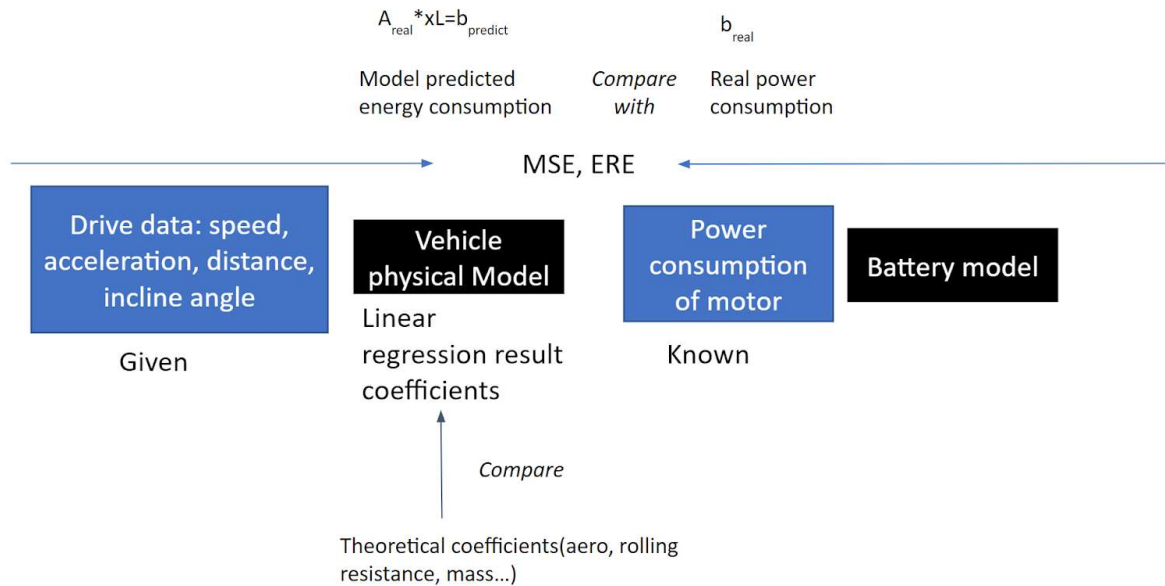 A_real*xL=b_predict
b_real
Model predicted
energy consumption
Compare
with
Real power
consumption
MSE, ERE
Drive data: speed,
acceleration, distance,
incline angle
Given
Vehicle
physical Model
Linear
regression result
coefficients
Power
consumption
of motor
Known
Battery model
Compare
Theoretical coefficients(aero, rolling
resistance, mass...)